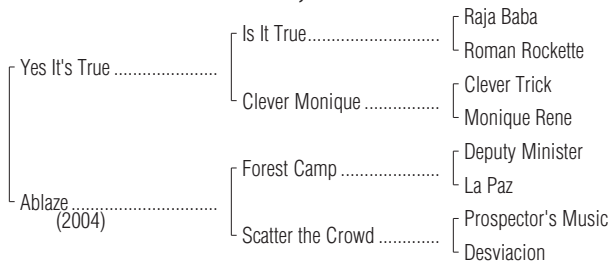 Raja Baba
Is It True
Roman Rockette
Yes It's True
Clever Trick
Clever Monique
Monique Rene
Deputy Minister
Forest Camp
La Paz
Ablaze
(2004)
Prospector's Music
Scatter the Crowd
Desviacion